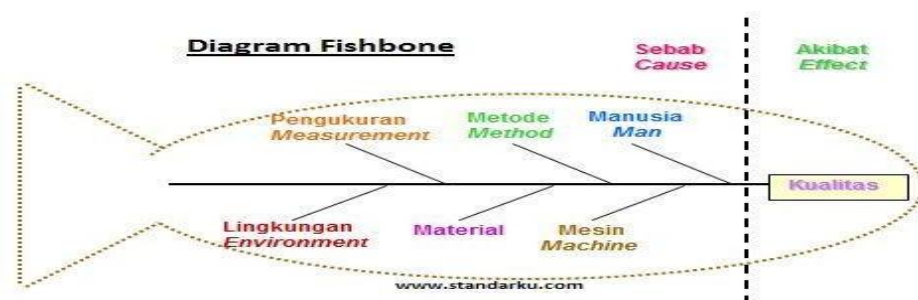 Diagram Fishbone
Sebab
Cause
Akibat
Effect
Pengukuran
Measurement
Metode
Method
Manusia
Man
Kualitas
Lingkungan
Environment
Material
Mesin
Machine
www.standarku.com